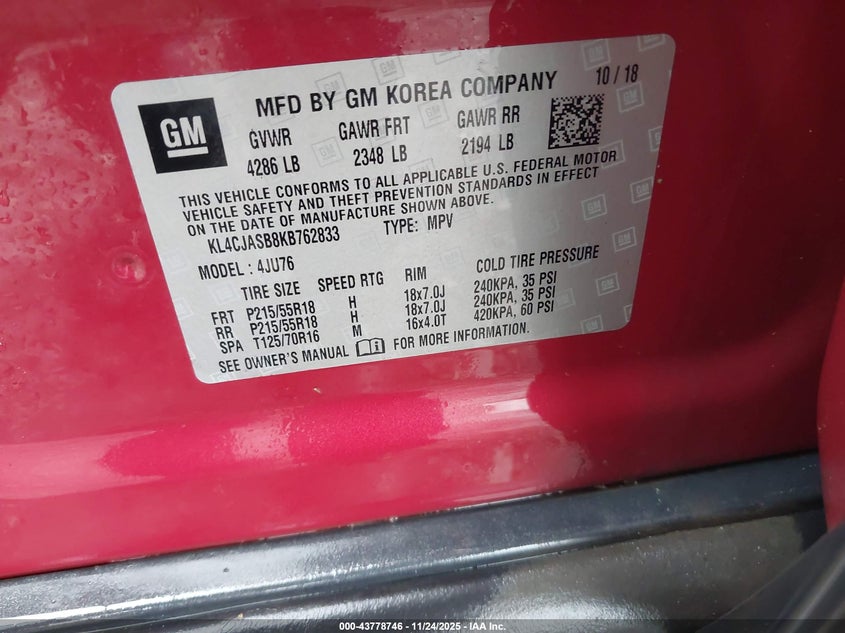 MFD BY GM KOREA COMPANY 10 / 18
GM
GVWR GAWR FRT GAWR RR
4286 LB 2348 LB 2194 LB
THIS VEHICLE CONFORMS TO ALL APPLICABLE U.S. FEDERAL MOTOR
VEHICLE SAFETY AND THEFT PREVENTION STANDARDS IN EFFECT
ON THE DATE OF MANUFACTURE SHOWN ABOVE.
KL4CJASB8KB762833 TYPE: MPV
MODEL : 4JU76
TIRE SIZE SPEED RTG RIM COLD TIRE PRESSURE
FRT P215/55R18 H 18x7.0J 240KPA, 35 PSI
RR P215/55R18 H 18x7.0J 240KPA, 35 PSI
SPA T125/70R16 M 16x4.0T 420KPA, 60 PSI
SEE OWNER'S MANUAL FOR MORE INFORMATION.
000-43778746 - 11/24/2025 - IAA Inc.